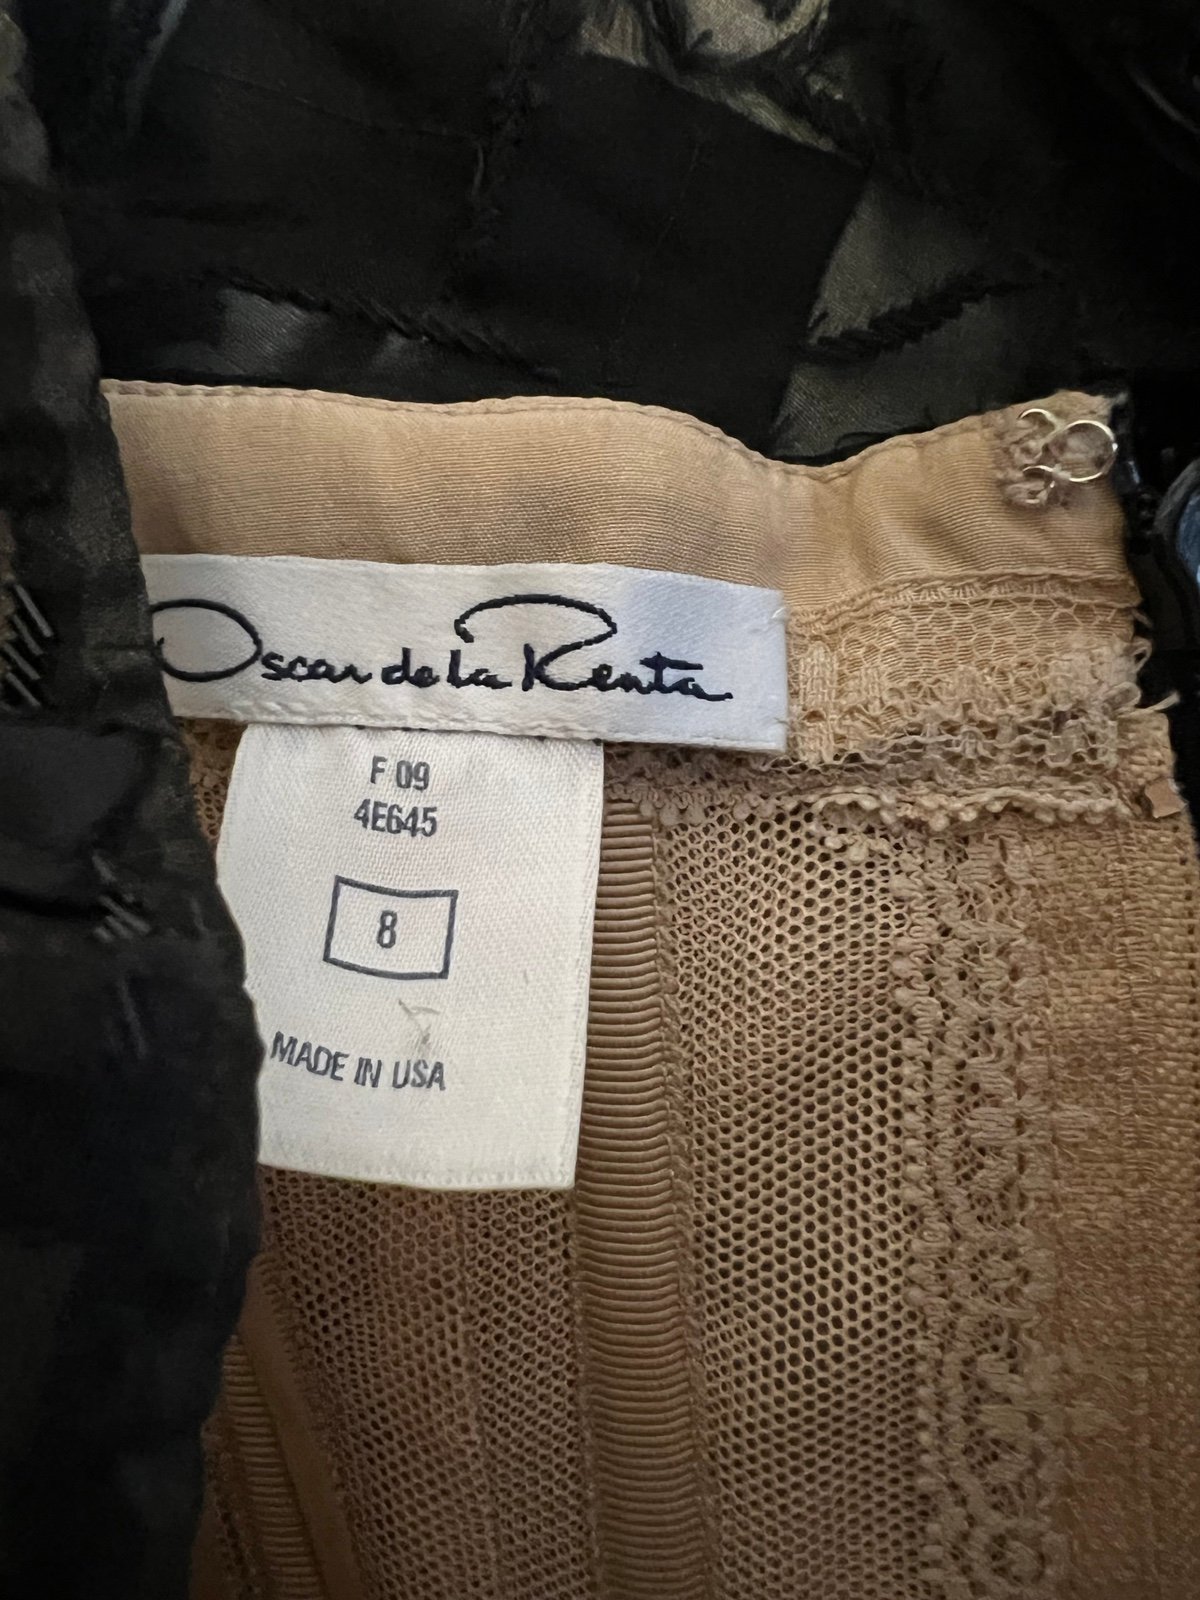 Oscar de la Renta
F 09
4E645
8
MADE IN USA